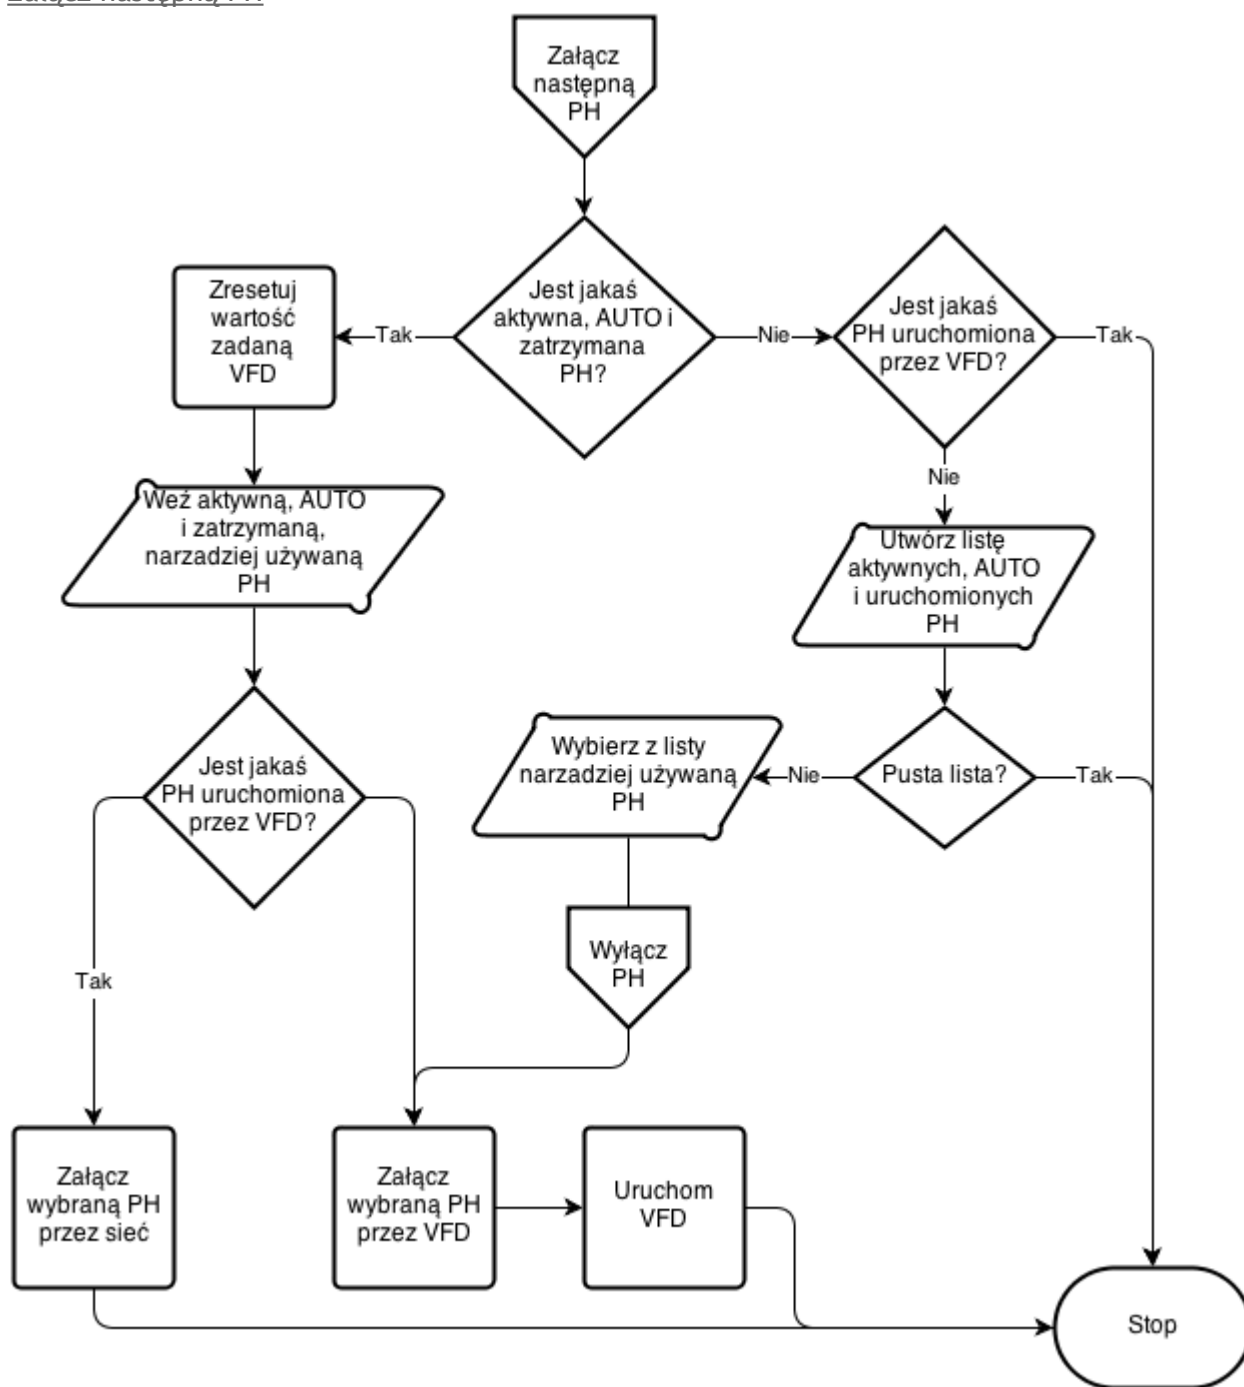 Załącz następną PH
Załącz
następną
PH
Zresetuj
wartość
zadaną
VFD
Tak
Jest jakaś
aktywna, AUTO i
zatrzymana
PH?
Nie
Jest jakaś
PH uruchomiona
przez VFD?
Tak
Nie
Weź aktywną, AUTO
i zatrzymaną,
narzadziej używaną
PH
Utwórz listę
aktywnych, AUTO
i uruchomionych
PH
Jest jakaś
PH uruchomiona
przez VFD?
Wybierz z listy
narzadziej używaną
PH
Nie
Pusta lista?
Tak
Tak
Wyłącz
PH
Załącz
wybraną PH
przez sieć
Załącz
wybraną PH
przez VFD
Uruchom
VFD
Stop